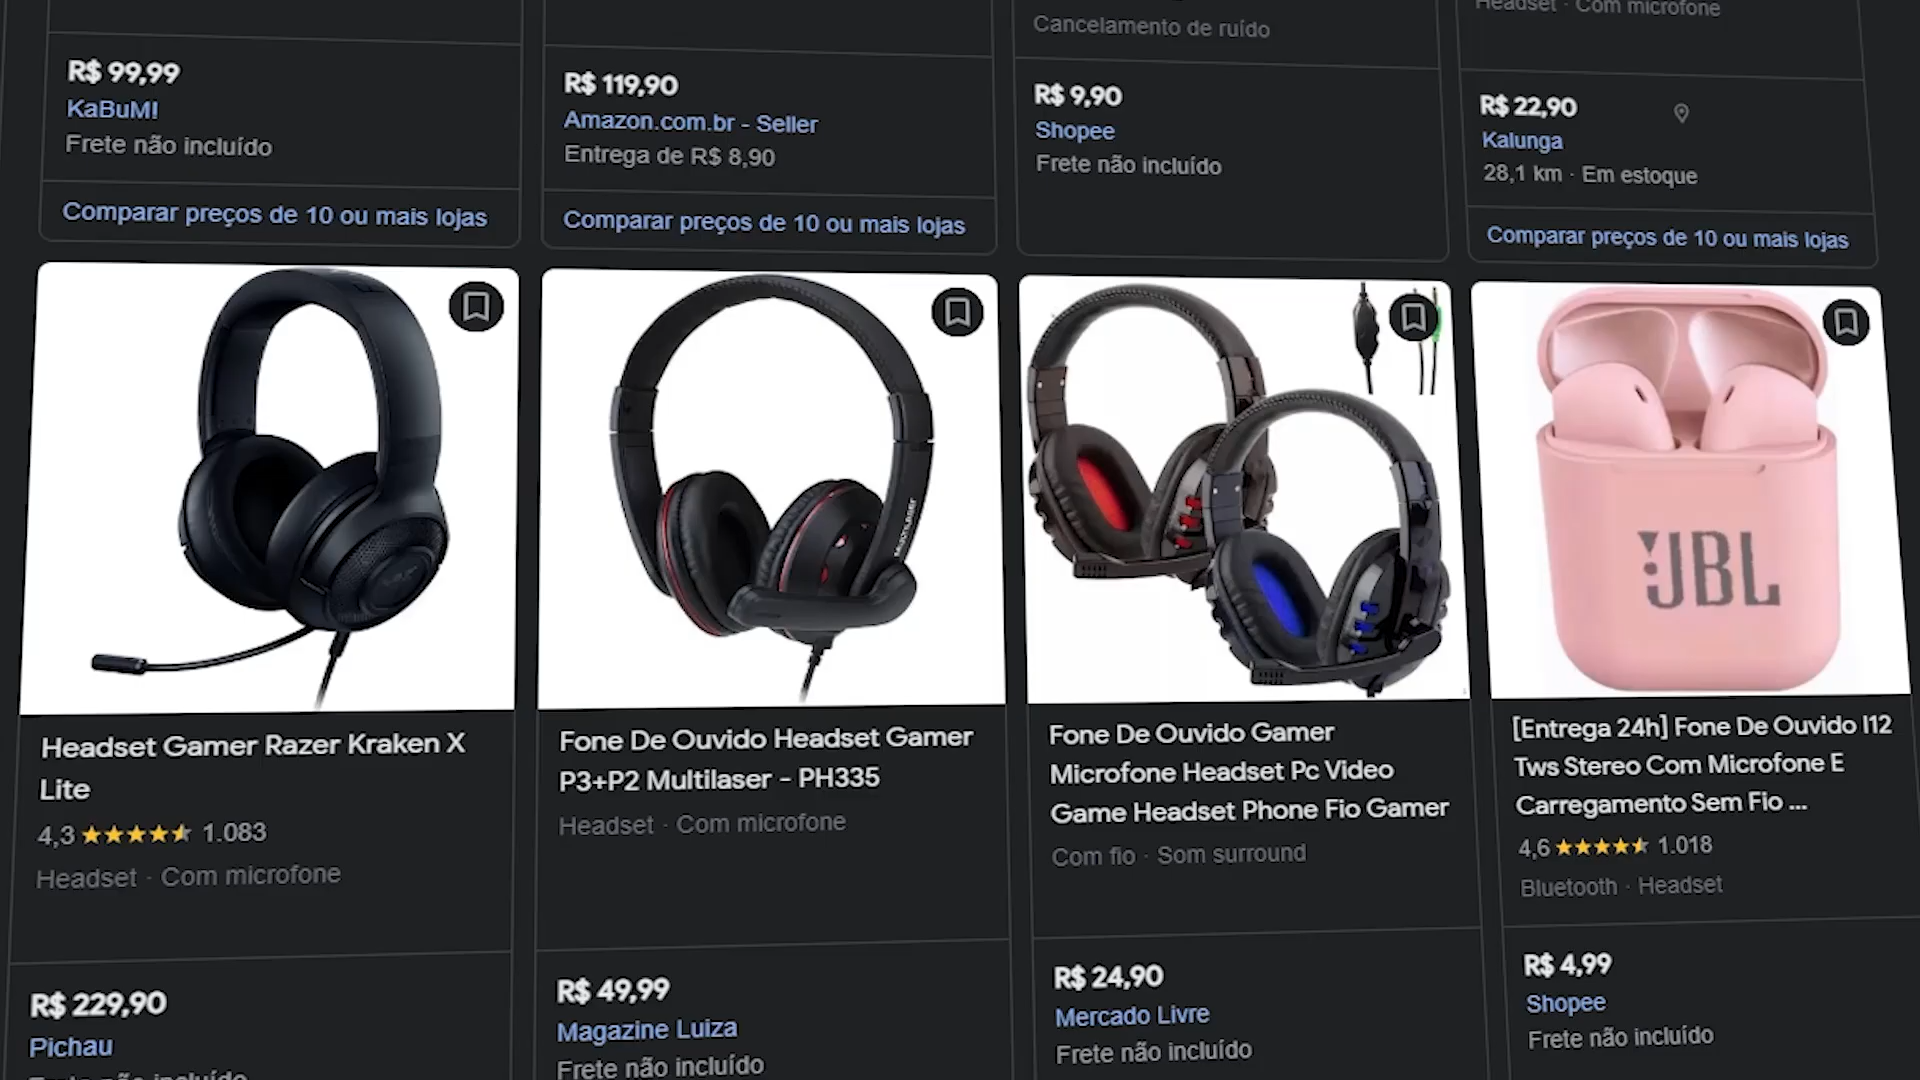 Cancelamento de ruído
Headset · Com microfone
R$ 99,99
KaBuM!
Frete não incluído
Comparar preços de 10 ou mais lojas
R$ 119,90
Amazon.com.br - Seller
Entrega de R$ 8,90
Comparar preços de 10 ou mais lojas
R$ 9,90
Shopee
Frete não incluído
R$ 22,90
Kalunga
28,1 km · Em estoque
Comparar preços de 10 ou mais lojas
MULTILASER
JBL
Headset Gamer Razer Kraken X
Lite
4,3 ★★★★★ 1.083
Headset · Com microfone
R$ 229,90
Pichau
Frete não incluído
Fone De Ouvido Headset Gamer
P3+P2 Multilaser - PH335
Headset · Com microfone
R$ 49,99
Magazine Luiza
Frete não incluído
Fone De Ouvido Gamer
Microfone Headset Pc Video
Game Headset Phone Fio Gamer
Com fio · Som surround
R$ 24,90
Mercado Livre
Frete não incluído
[Entrega 24h] Fone De Ouvido I12
Tws Stereo Com Microfone E
Carregamento Sem Fio ...
4,6 ★★★★★ 1.018
Bluetooth · Headset
R$ 4,99
Shopee
Frete não incluído